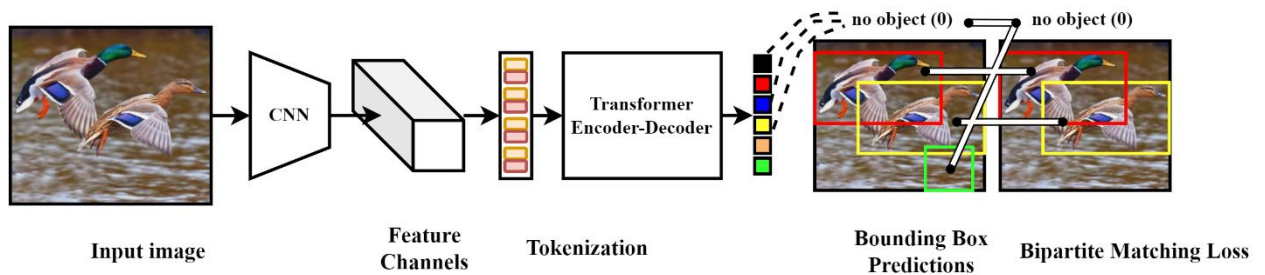 no object (0)
no object (0)
CNN
Transformer
Encoder-Decoder
Input image
Feature
Channels
Tokenization
Bounding Box
Predictions
Bipartite Matching Loss